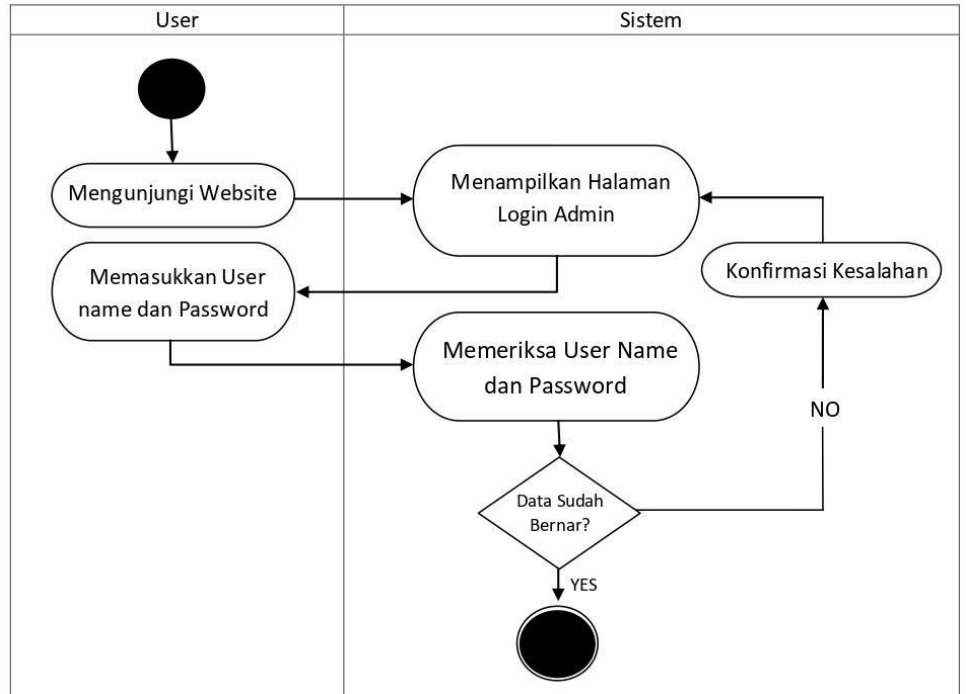 User
Sistem
Mengunjungi Website
Menampilkan Halaman
Login Admin
Memasukkan User
name dan Password
Konfirmasi Kesalahan
Memeriksa User Name
dan Password
NO
Data Sudah
Bernar?
YES